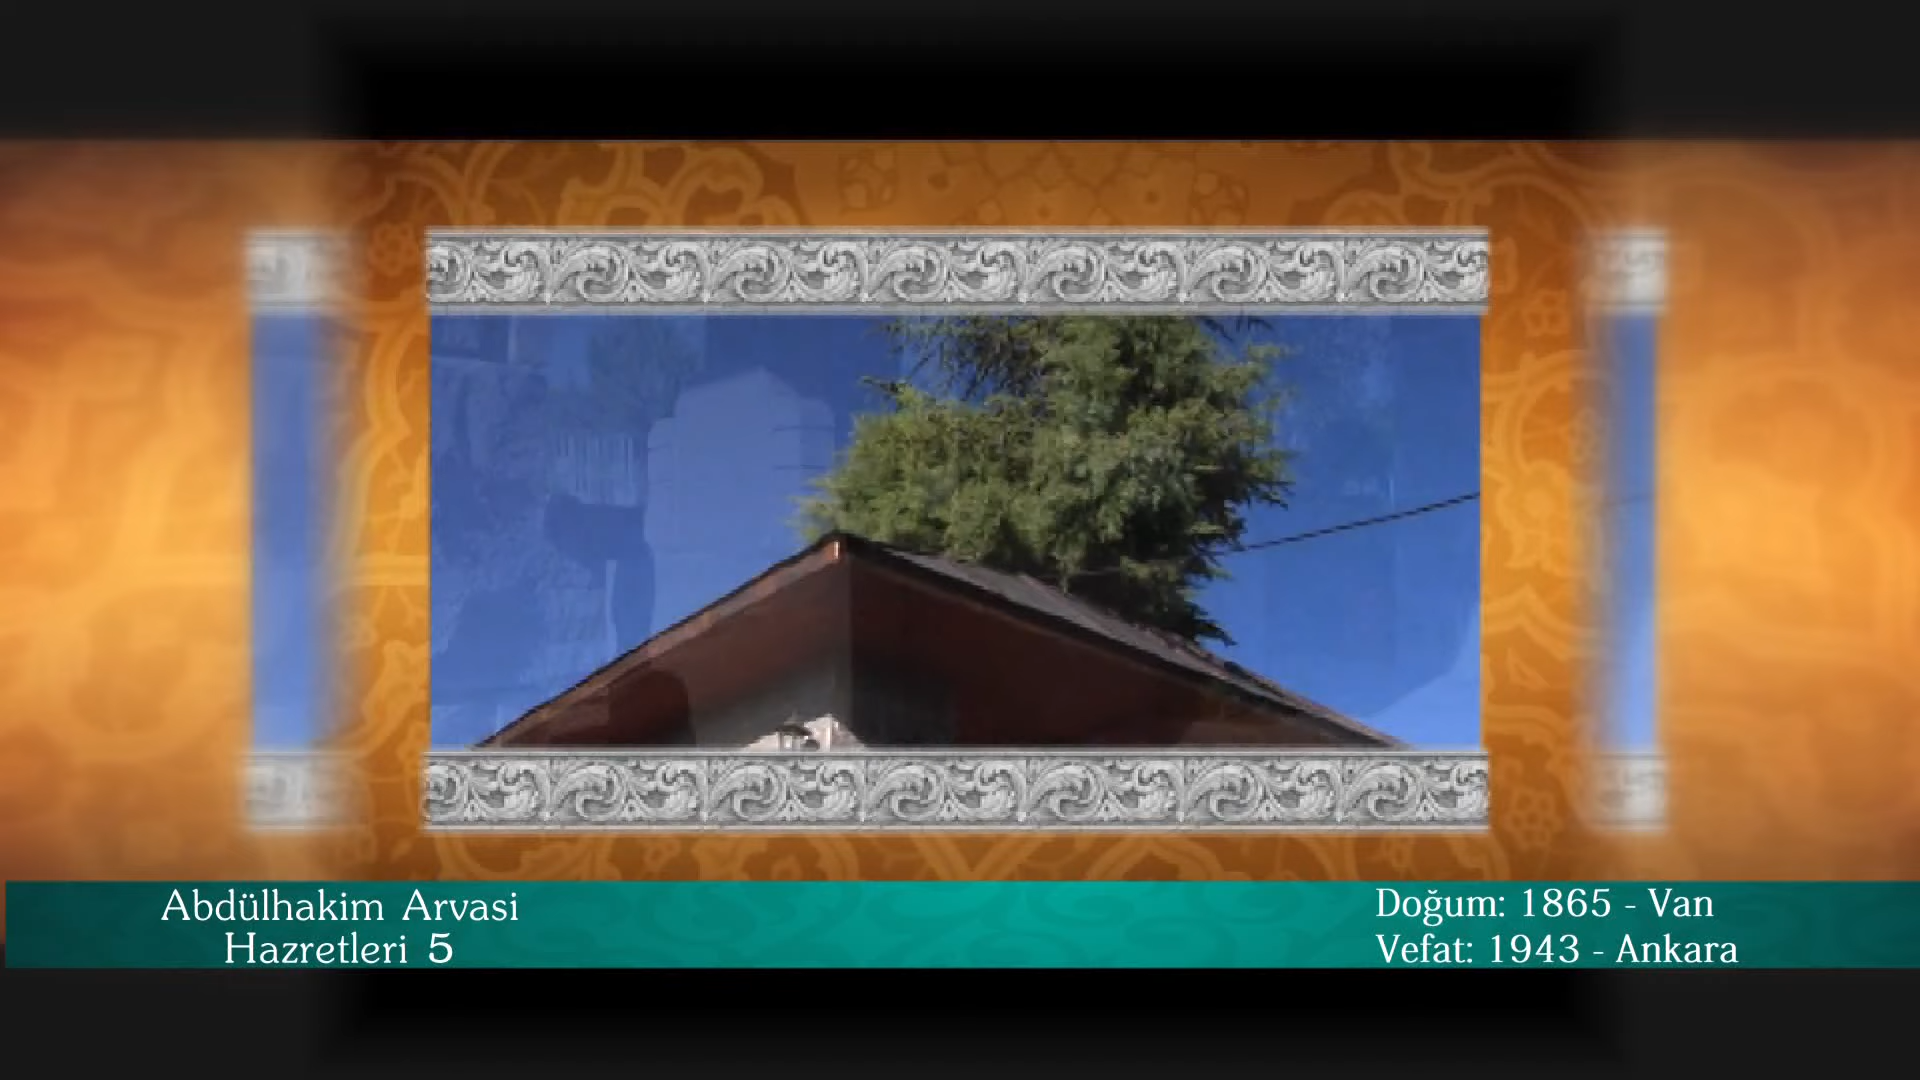 Abdülhakim Arvasi
Hazretleri 5
Doğum: 1865 - Van
Vefat: 1943 - Ankara